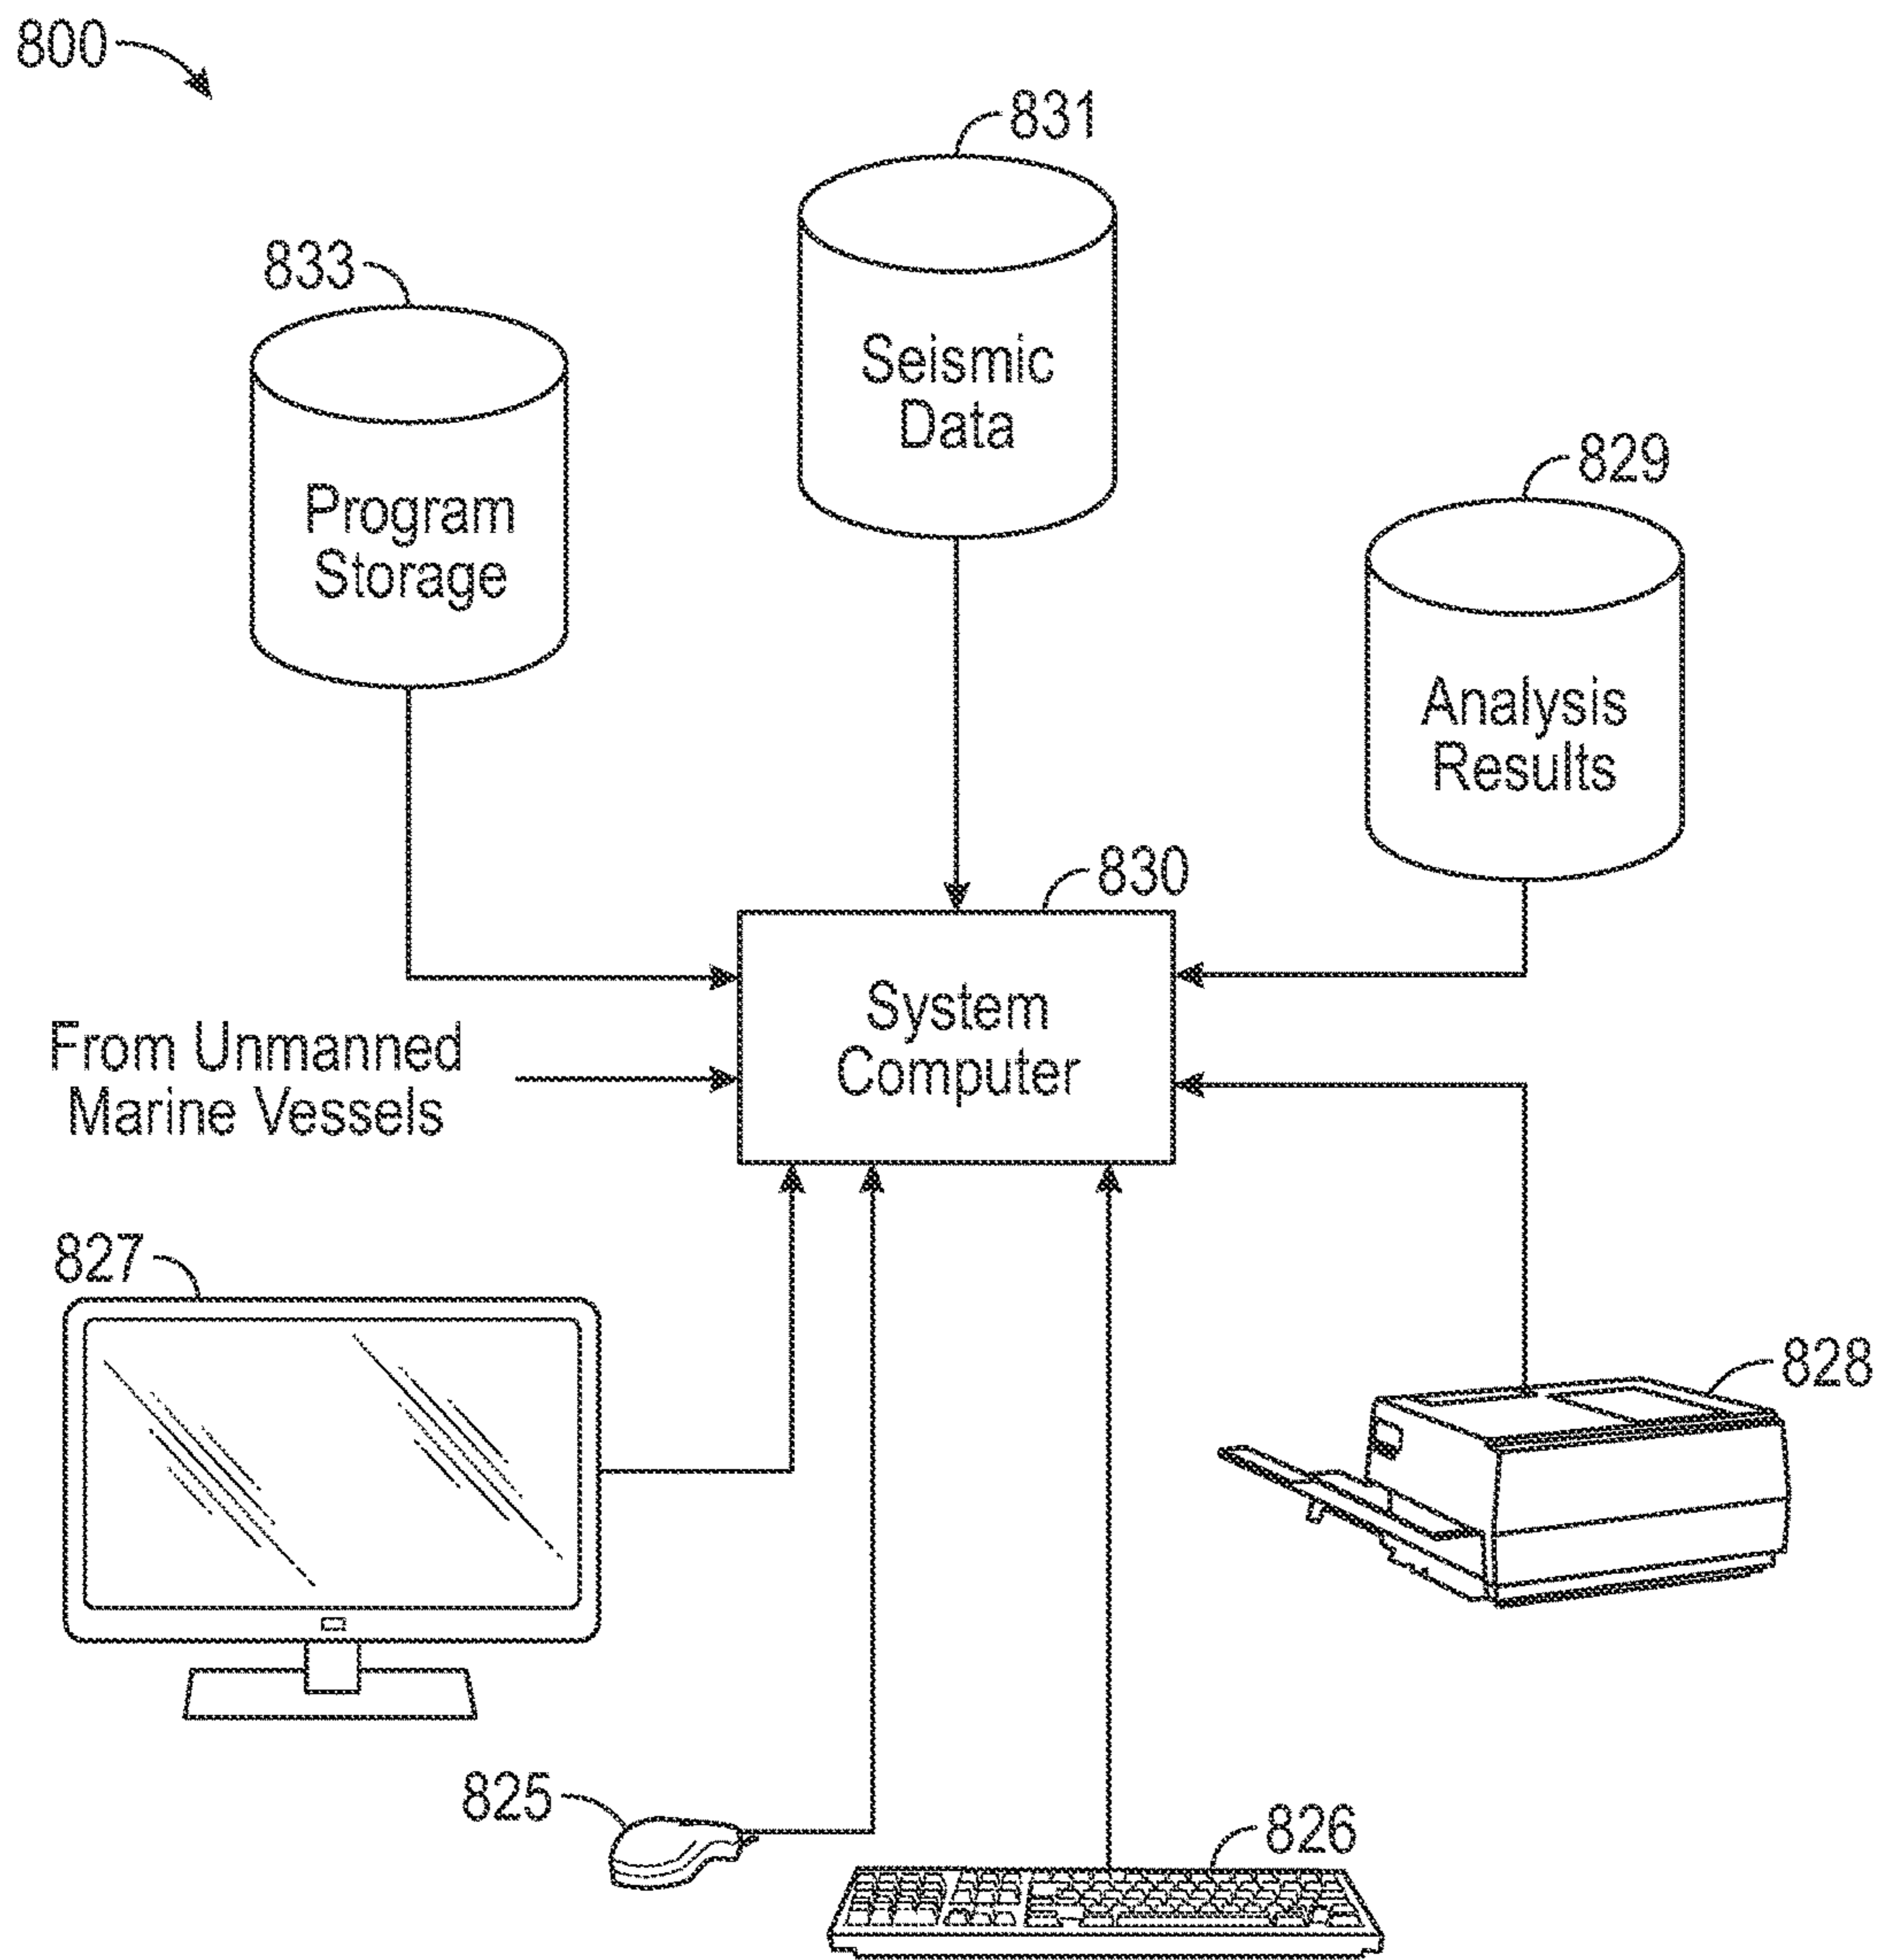 800
831
833
Seismic
Data
829
Program
Storage
Analysis
Results
830
System
Computer
From Unmanned
Marine Vessels
827
828
825
826